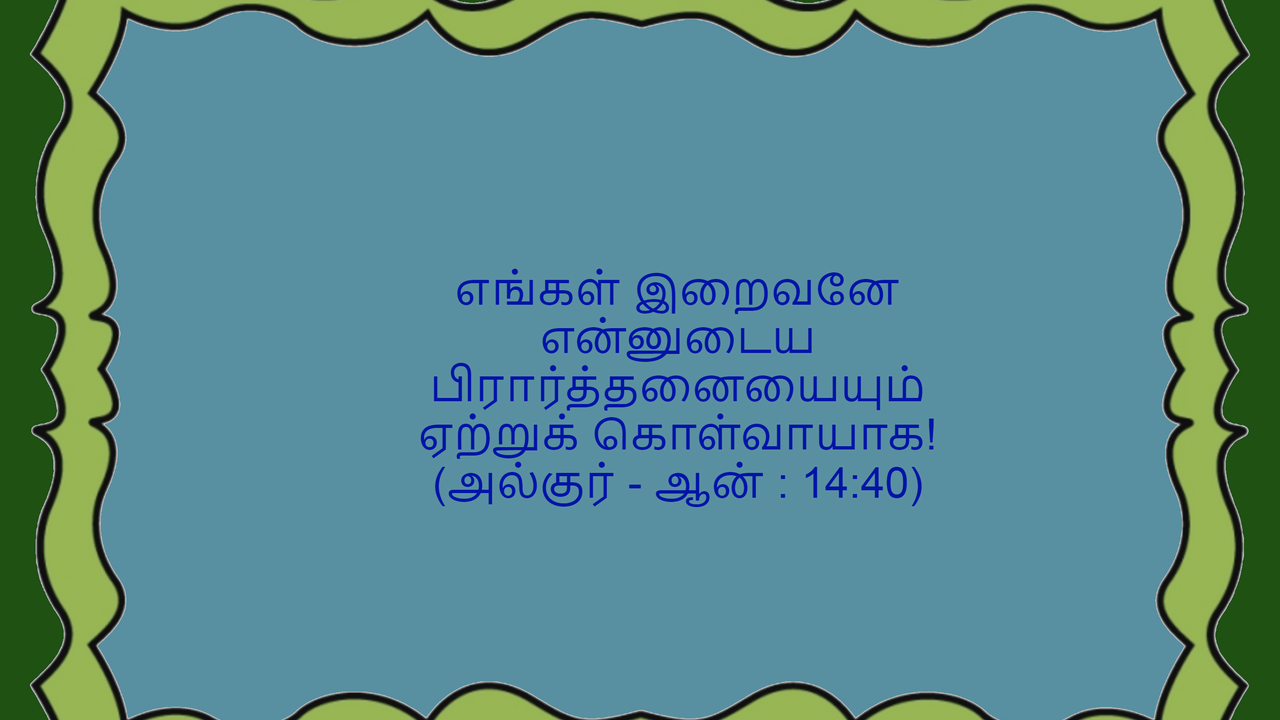 எங்கள் இறைவனே
என்னுடைய
பிரார்த்தனையையும்
ஏற்றுக் கொள்வாயாக!
(அல்குர் - ஆன் : 14:40)